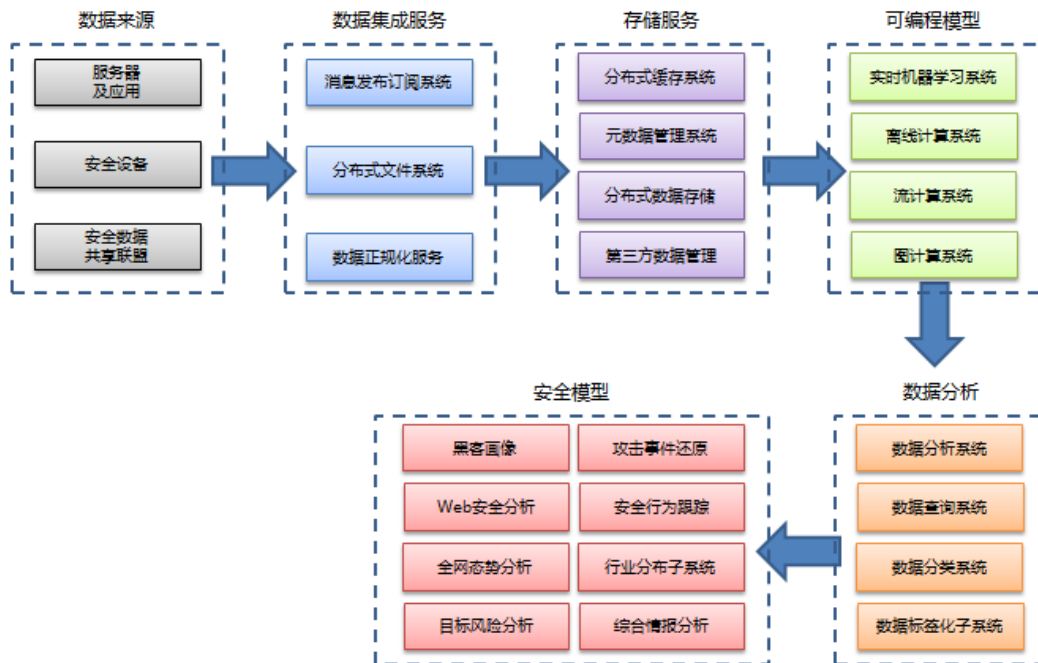 数据来源
数据集成服务
存储服务
可编程模型
服务器
及应用
安全设备
安全数据
共享联盟
消息发布订阅系统
分布式文件系统
数据正规化服务
分布式缓存系统
元数据管理系统
分布式数据存储
第三方数据管理
实时机器学习系统
离线计算系统
流计算系统
图计算系统
安全模型
数据分析
黑客画像
攻击事件还原
Web安全分析
安全行为跟踪
全网态势分析
行业分布子系统
目标风险分析
综合情报分析
数据分析系统
数据查询系统
数据分类系统
数据标签化子系统